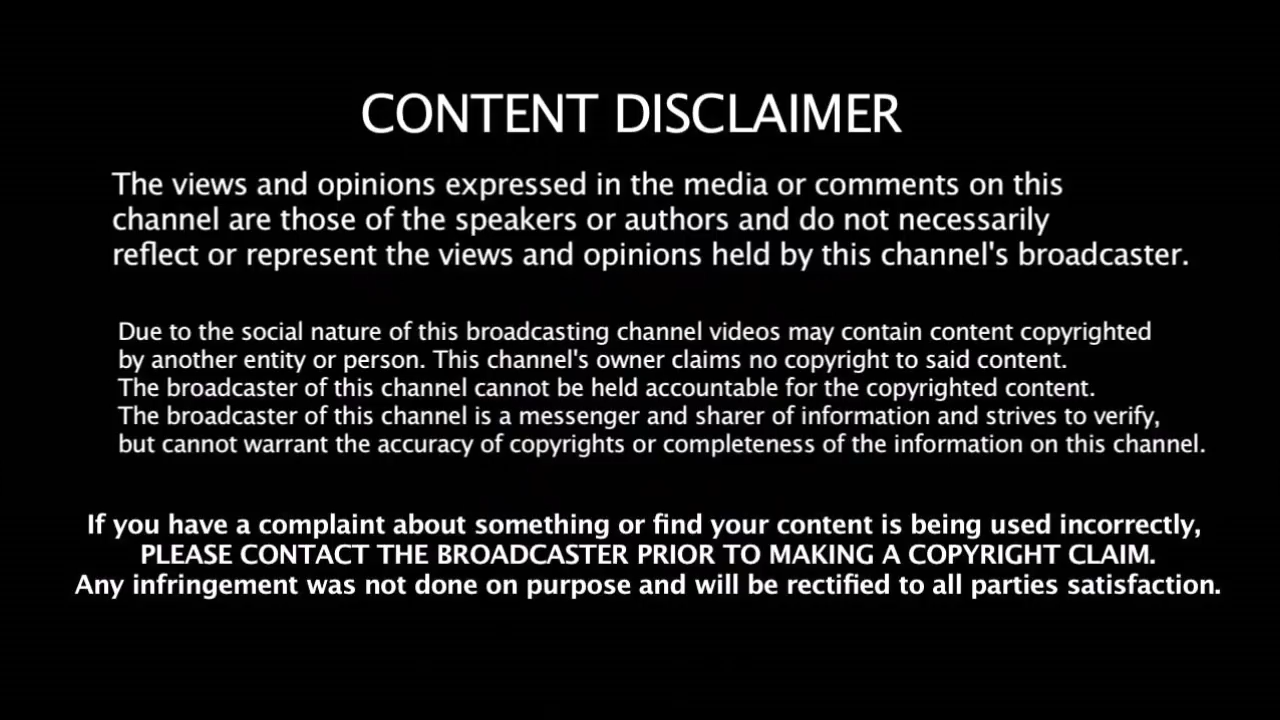 CONTENT DISCLAIMER
The views and opinions expressed in the media or comments on this
channel are those of the speakers or authors and do not necessarily
reflect or represent the views and opinions held by this channel's broadcaster.
Due to the social nature of this broadcasting channel videos may contain content copyrighted
by another entity or person. This channel's owner claims no copyright to said content.
The broadcaster of this channel cannot be held accountable for the copyrighted content.
The broadcaster of this channel is a messenger and sharer of information and strives to verify,
but cannot warrant the accuracy of copyrights or completeness of the information on this channel.
If you have a complaint about something or find your content is being used incorrectly,
PLEASE CONTACT THE BROADCASTER PRIOR TO MAKING A COPYRIGHT CLAIM.
Any infringement was not done on purpose and will be rectified to all parties satisfaction.